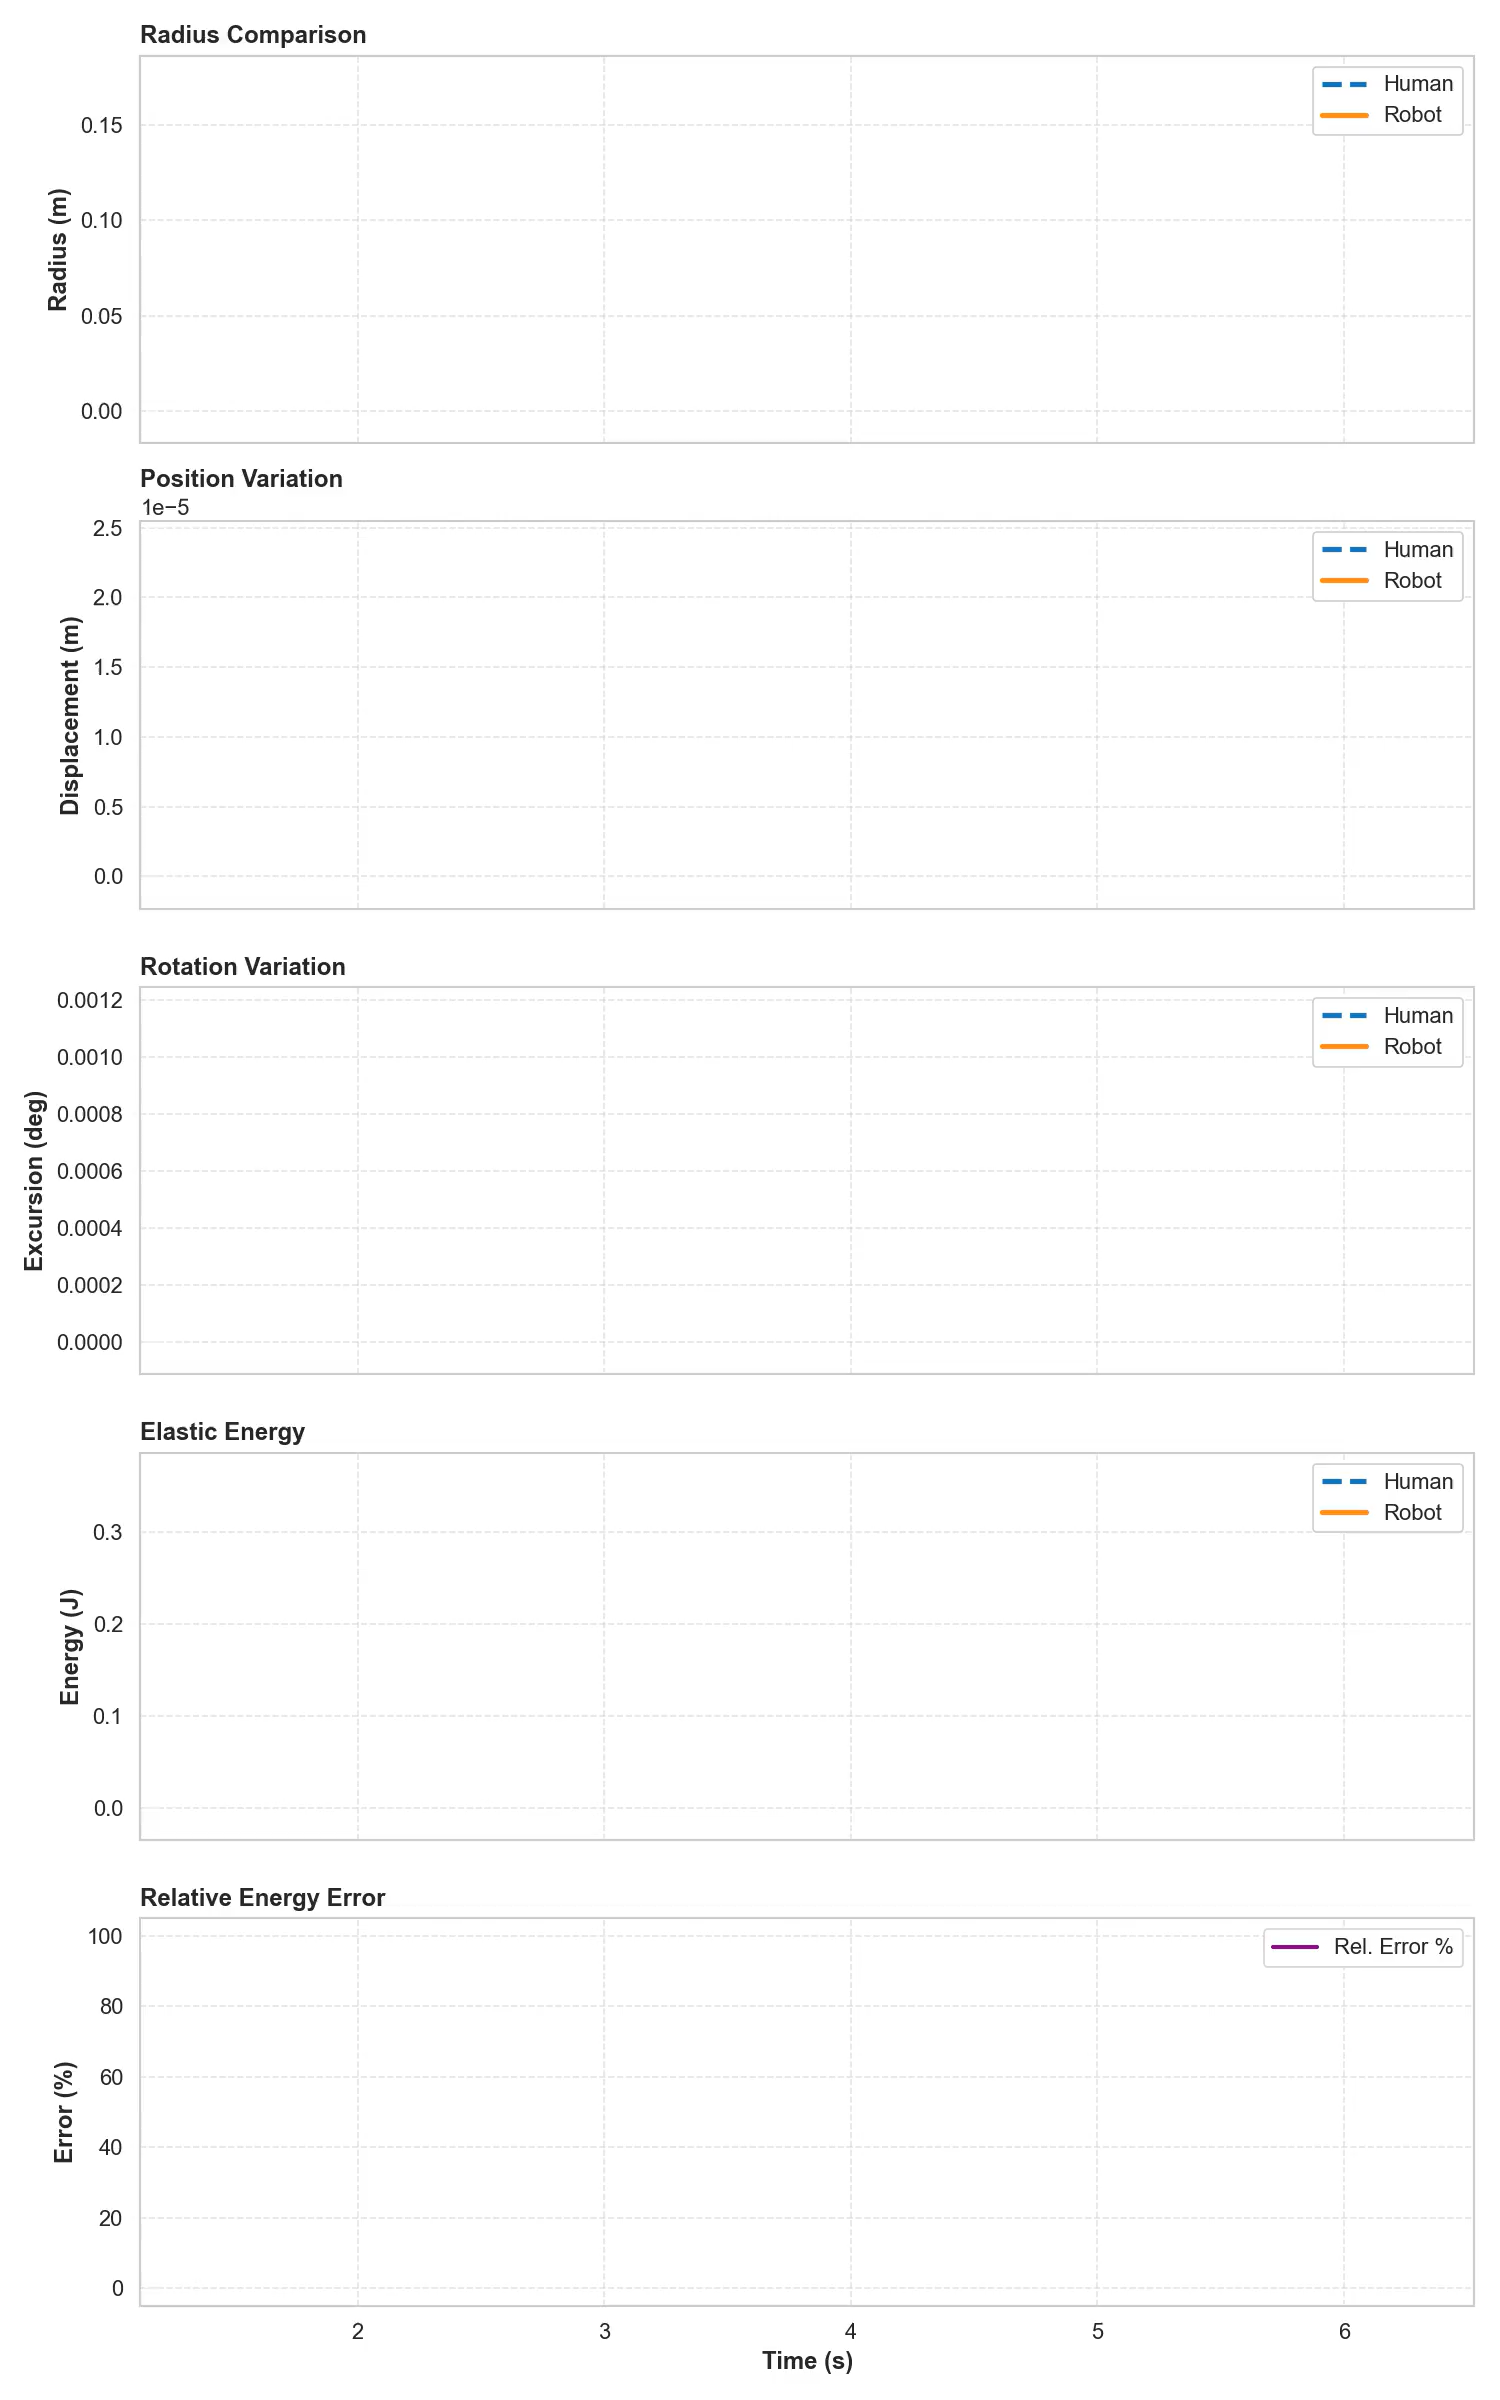 Radius Comparison
Human
Robot
0.15
0.10
0.05
0.00
Radius (m)
Position Variation
1e−5
2.5
Human
Robot
2.0
1.5
1.0
0.5
0.0
Displacement (m)
Rotation Variation
0.0012
Human
Robot
0.0010
0.0008
0.0006
0.0004
0.0002
0.0000
Excursion (deg)
Elastic Energy
Human
Robot
0.3
0.2
0.1
0.0
Energy (J)
Relative Energy Error
100
Rel. Error %
80
60
40
20
0
Error (%)
2 3 4 5 6
Time (s)